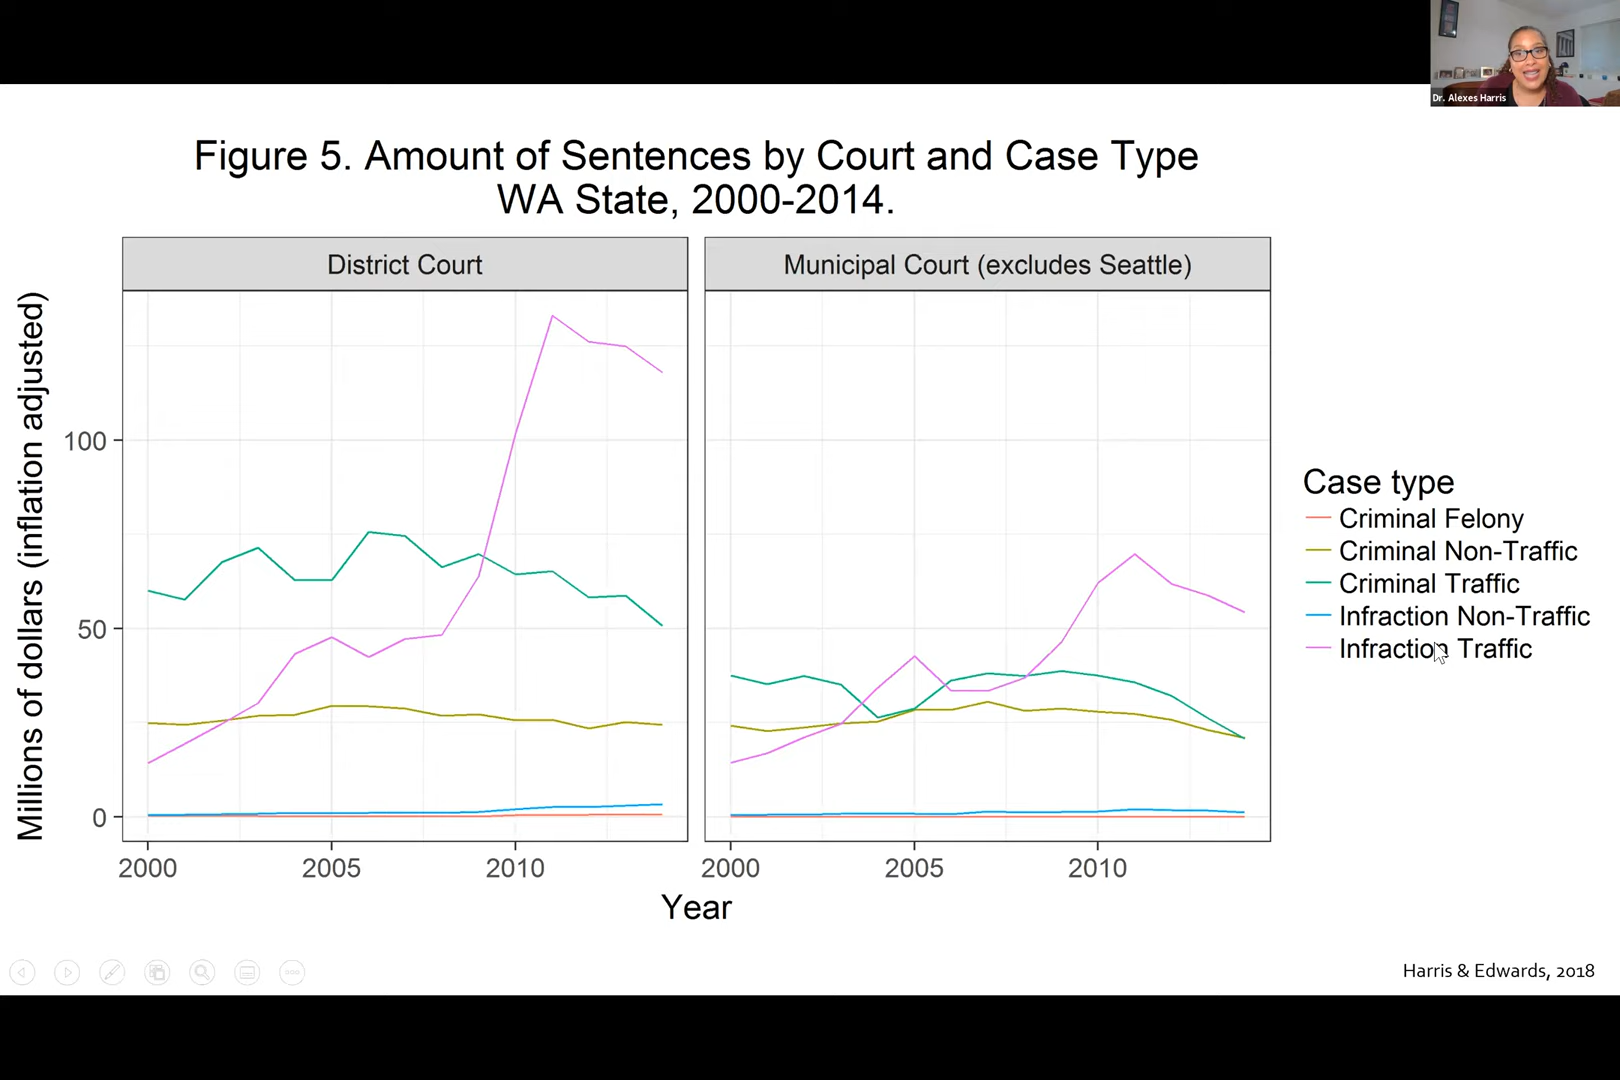 Dr. Alexes Harris
Figure 5. Amount of Sentences by Court and Case Type
WA State, 2000-2014.
District Court
Municipal Court (excludes Seattle)
Millions of dollars (inflation adjusted)
100
50
0
2000
2005
2010
2000
2005
2010
Year
Case type
Criminal Felony
Criminal Non-Traffic
Criminal Traffic
Infraction Non-Traffic
Infraction Traffic
Harris & Edwards, 2018